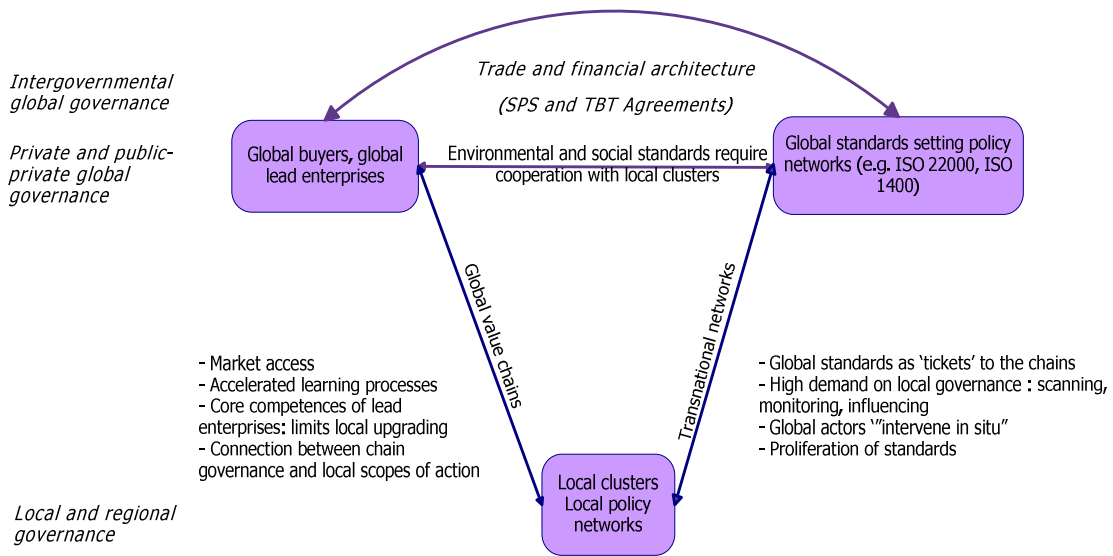 Intergovernmental
global governance
Trade and financial architecture
(SPS and TBT Agreements)
Private and public-
private global
governance
Global buyers, global
lead enterprises
Environmental and social standards require
cooperation with local clusters
Global standards setting policy
networks (e.g. ISO 22000, ISO
1400)
Global value chains
Transnational networks
- Market access
- Accelerated learning processes
- Core competences of lead
enterprises: limits local upgrading
- Connection between chain
governance and local scopes of action
- Global standards as ‘tickets’ to the chains
- High demand on local governance : scanning,
monitoring, influencing
- Global actors ‘”intervene in situ”
- Proliferation of standards
Local clusters
Local policy
networks
Local and regional
governance